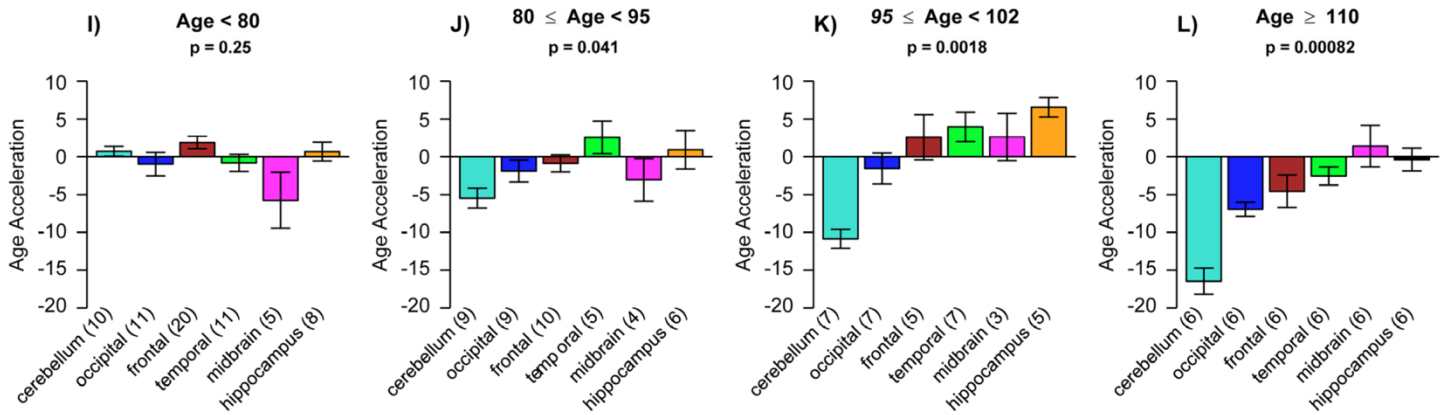 I) Age < 80
p = 0.25
Age Acceleration
10
5
0
-5
-10
-15
-20
cerebellum (10)
occipital (11)
frontal (20)
temporal (11)
midbrain (5)
hippocampus (8)
J) 80 ≤ Age < 95
p = 0.041
Age Acceleration
10
5
0
-5
-10
-15
-20
cerebellum (9)
occipital (9)
frontal (10)
temp oral (5)
midbrain (4)
hippocampus (6)
K) 95 ≤ Age < 102
p = 0.0018
Age Acceleration
10
5
0
-5
-10
-15
-20
cerebellum (7)
occipital (7)
frontal (5)
temporal (7)
midbrain (3)
hippocampus (5)
L) Age ≥ 110
p = 0.00082
Age Acceleration
10
5
0
-5
-10
-15
-20
cerebellum (6)
occipital (6)
frontal (6)
temporal (6)
midbrain (6)
hippocampus (6)